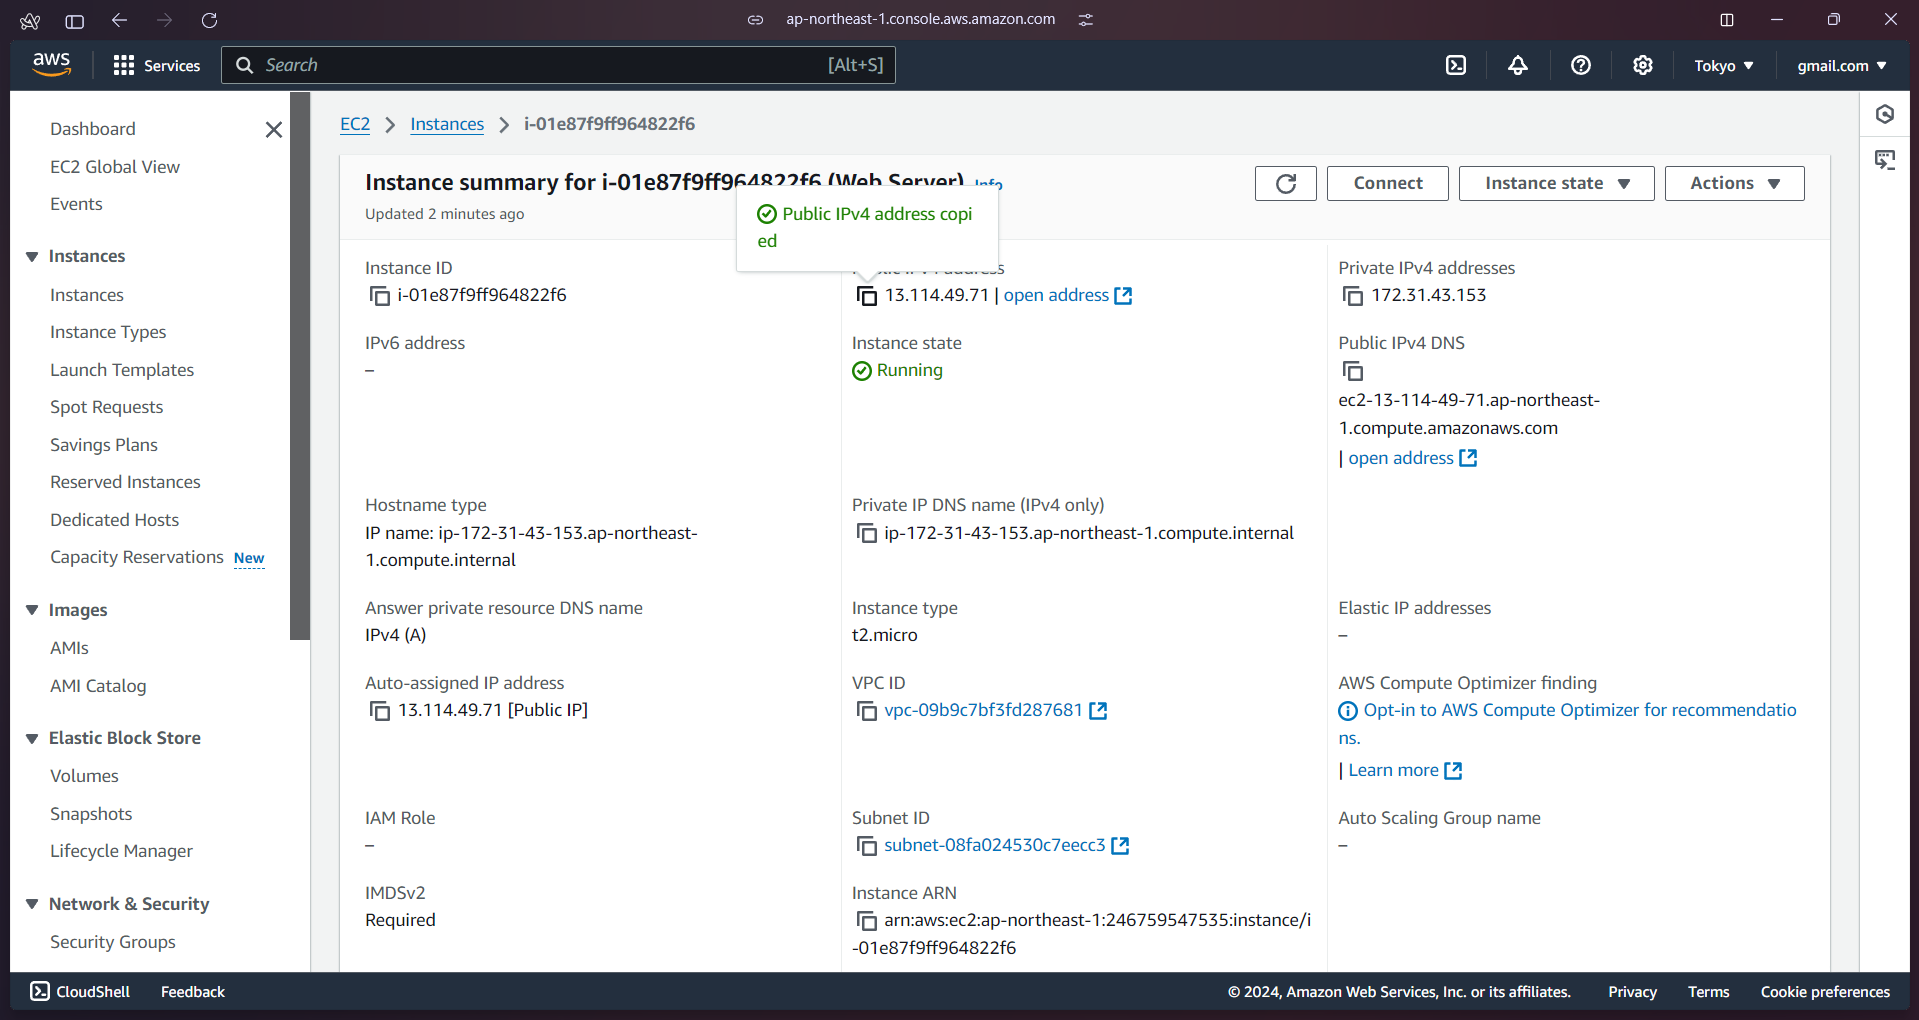 ap-northeast-1.console.aws.amazon.com
aws
Services
Search
[Alt+S]
Tokyo
gmail.com
Dashboard
EC2 Global View
Events
Instances
Instances
Instance Types
Launch Templates
Spot Requests
Savings Plans
Reserved Instances
Dedicated Hosts
Capacity Reservations New
Images
AMIs
AMI Catalog
Elastic Block Store
Volumes
Snapshots
Lifecycle Manager
Network & Security
Security Groups
EC2
Instances
i-01e87f9ff964822f6
Instance summary for i-01e87f9ff964822f6 (Web Server) Info
Updated 2 minutes ago
Connect
Instance state
Actions
Public IPv4 address copi
ed
Instance ID
i-01e87f9ff964822f6
13.114.49.71 | open address
Private IPv4 addresses
172.31.43.153
IPv6 address
–
Instance state
Running
Public IPv4 DNS
ec2-13-114-49-71.ap-northeast-
1.compute.amazonaws.com
| open address
Hostname type
IP name: ip-172-31-43-153.ap-northeast-
1.compute.internal
Private IP DNS name (IPv4 only)
ip-172-31-43-153.ap-northeast-1.compute.internal
Answer private resource DNS name
IPv4 (A)
Instance type
t2.micro
Elastic IP addresses
–
Auto-assigned IP address
13.114.49.71 [Public IP]
VPC ID
vpc-09b9c7bf3fd287681
AWS Compute Optimizer finding
Opt-in to AWS Compute Optimizer for recommendatio
ns.
| Learn more
IAM Role
–
Subnet ID
subnet-08fa024530c7eecc3
Auto Scaling Group name
–
IMDSv2
Required
Instance ARN
arn:aws:ec2:ap-northeast-1:246759547535:instance/i
-01e87f9ff964822f6
CloudShell
Feedback
© 2024, Amazon Web Services, Inc. or its affiliates.
Privacy
Terms
Cookie preferences